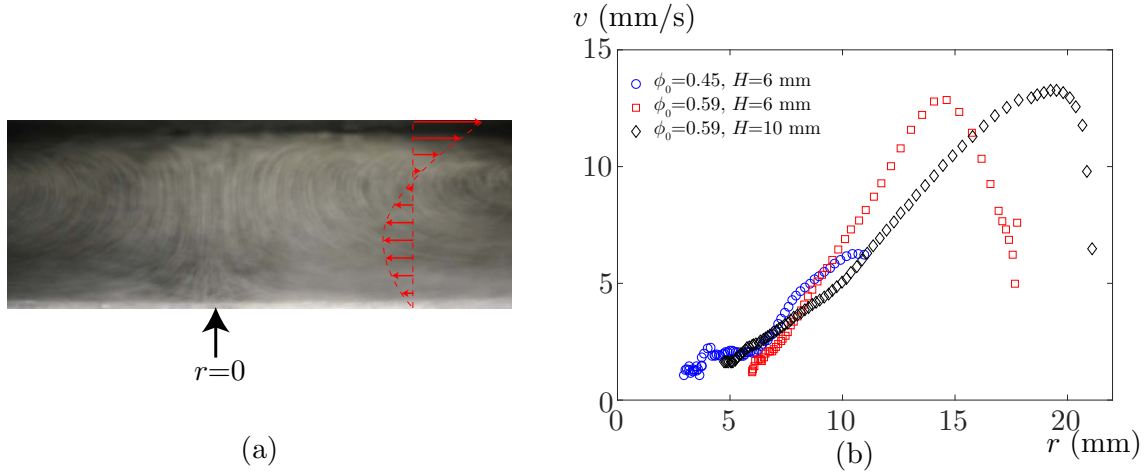 r=0
(a)
v (mm/s)
15
10
5
0
ϕ₀=0.45, H=6 mm
ϕ₀=0.59, H=6 mm
ϕ₀=0.59, H=10 mm
0 5 10 15 20
r (mm)
(b)